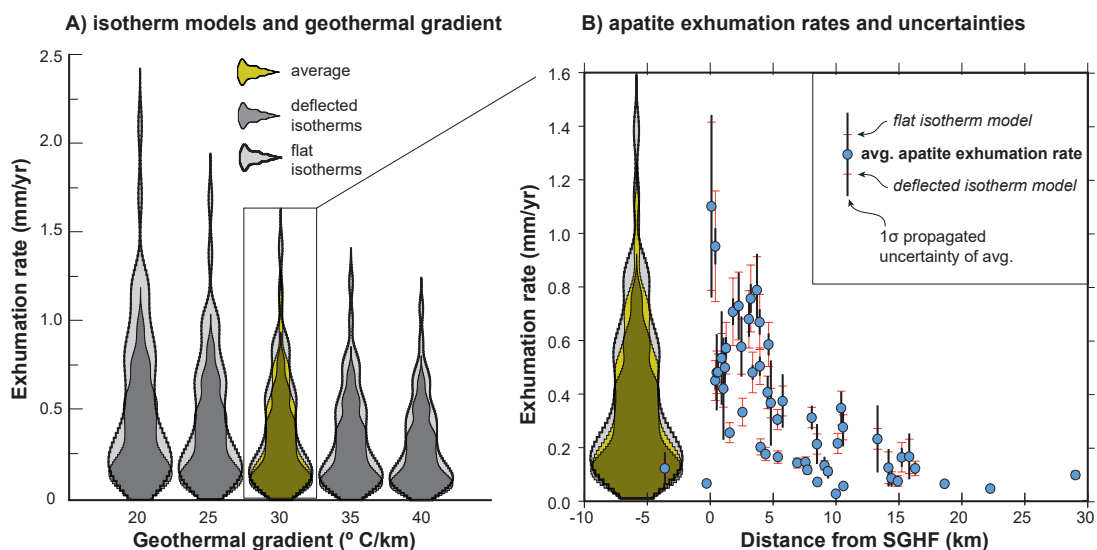 A) isotherm models and geothermal gradient
Exhumation rate (mm/yr)
2.5
2.0
1.5
1.0
0.5
0
average
deflected
isotherms
flat
isotherms
20 25 30 35 40
Geothermal gradient (º C/km)
B) apatite exhumation rates and uncertainties
Exhumation rate (mm/yr)
1.6
1.4
1.2
1.0
0.8
0.6
0.4
0.2
0.0
flat isotherm model
avg. apatite exhumation rate
deflected isotherm model
1σ propagated
uncertainty of avg.
-10 -5 0 5 10 15 20 25 30
Distance from SGHF (km)